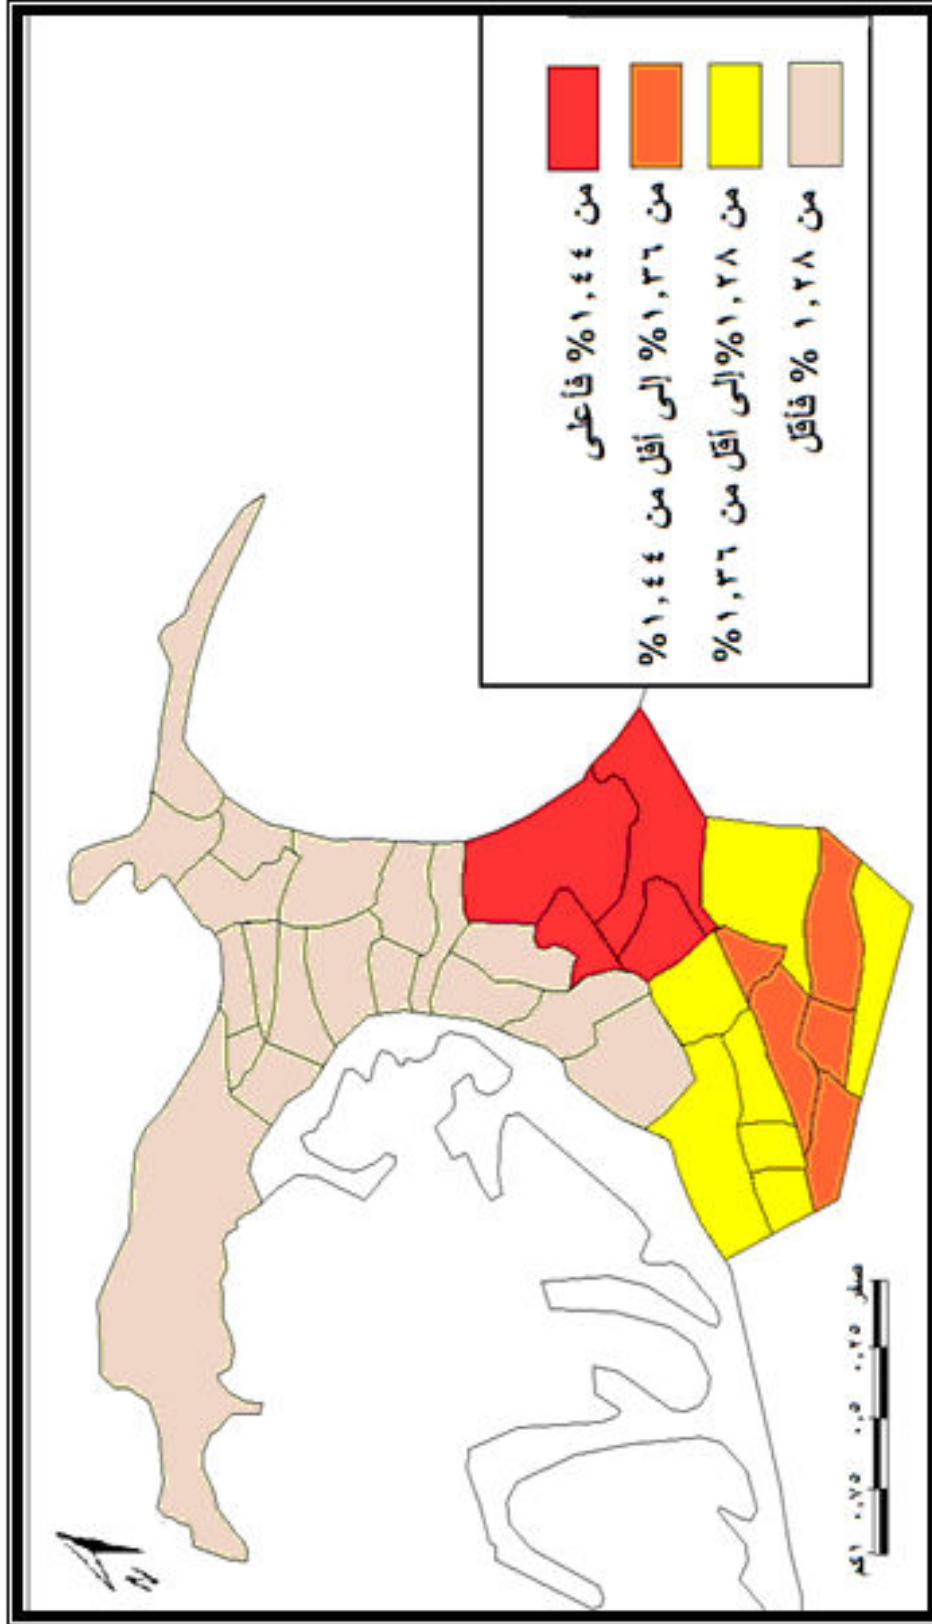 من ١,٢٨ % فأقل
من ١,٢٨ %إلى أقل من ١,٣٦%
من ١,٣٦% إلى أقل من ١,٤٤%
من ١,٤٤% فأعلى
صفر ٠,٢٥ ٠,٥ ٠,٧٥ ١كم
N